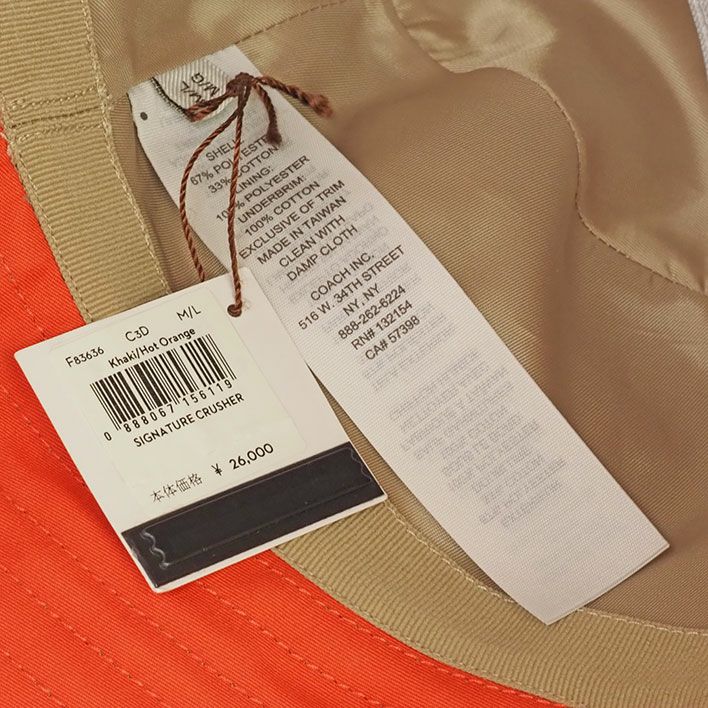 M/L
M/G
SHELL:
67% POLYESTER
33% COTTON
LINING:
100% POLYESTER
UNDERBRIM:
100% COTTON
EXCLUSIVE OF TRIM
MADE IN TAIWAN
CLEAN WITH
DAMP CLOTH
COACH INC.
516 W. 34TH STREET
NY, NY
888-262-6224
RN# 132154
CA# 57398
F83636 C3D M/L
Khaki/Hot Orange
0 888067 156119
SIGNATURE CRUSHER
本体価格 ¥ 26,000